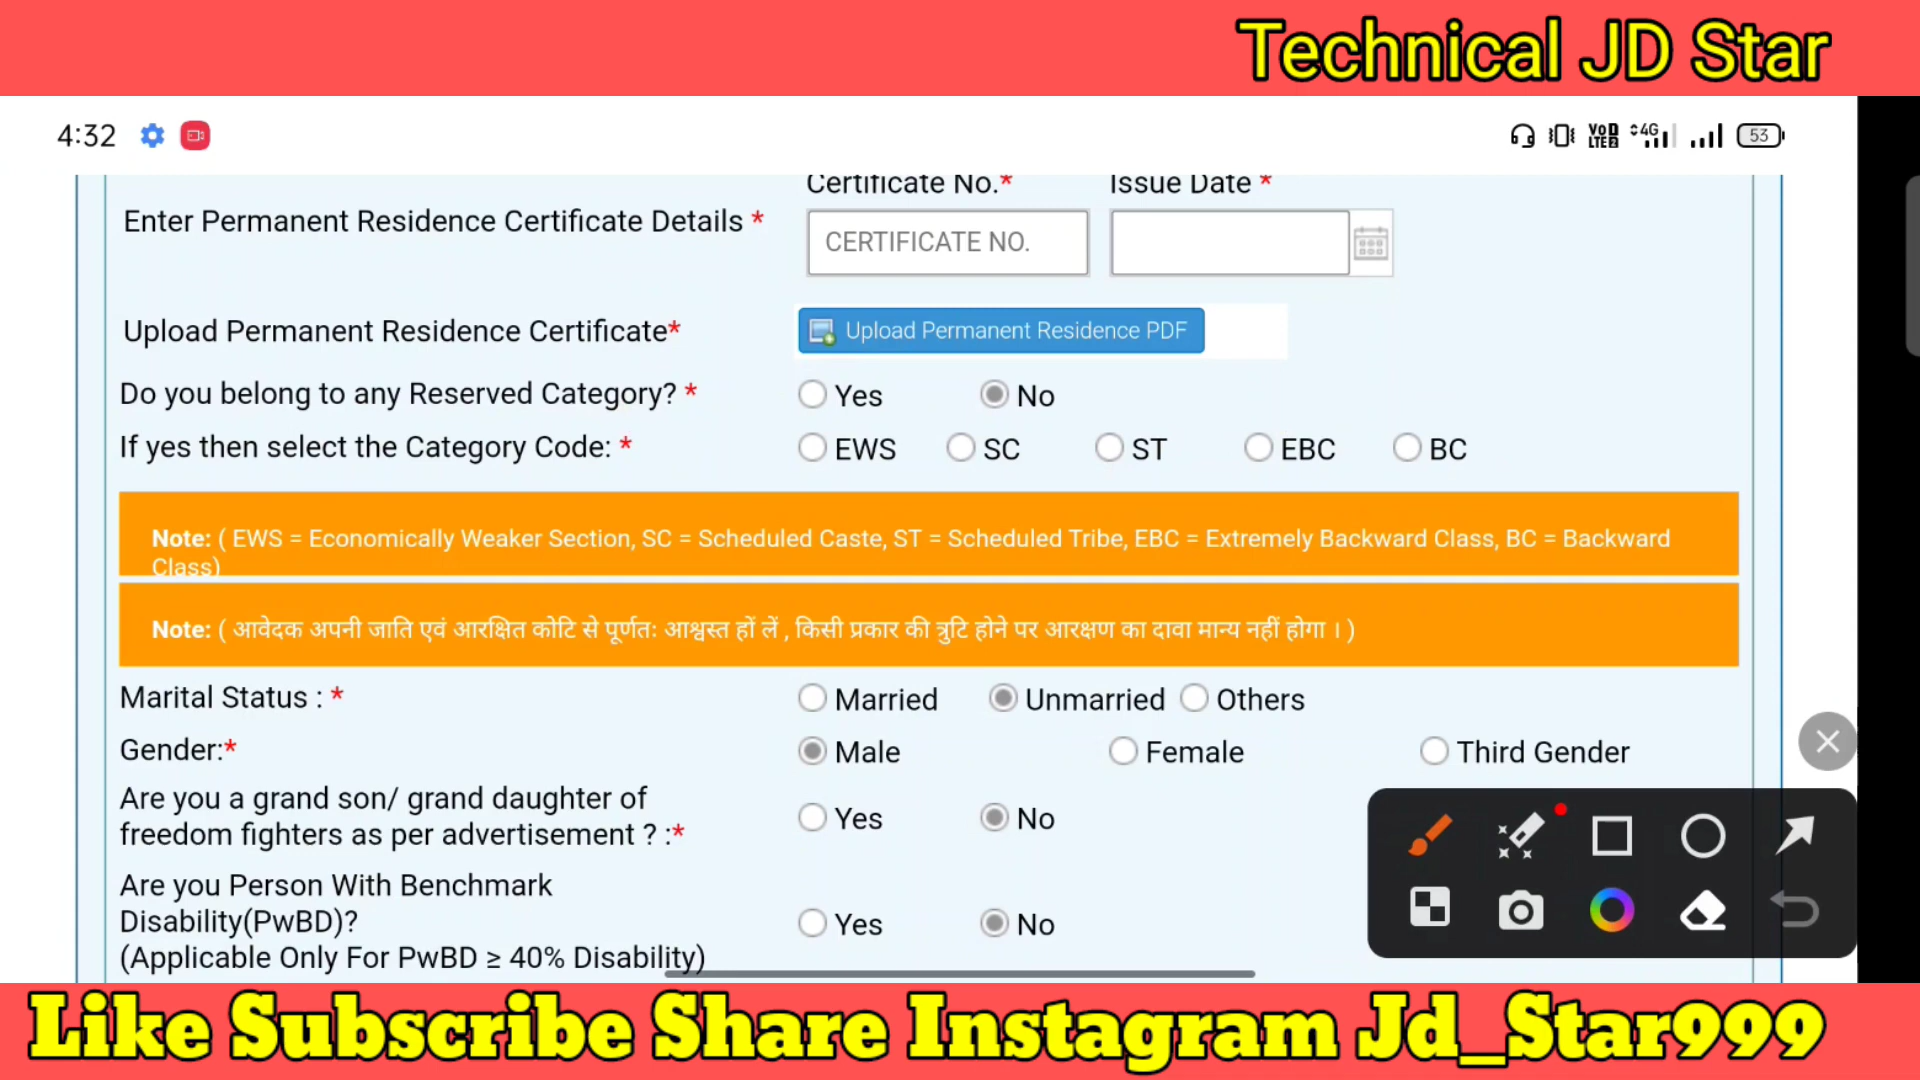 Technical JD Star
4:32 VoD LTE2 4G 53
Certificate No.* Issue Date *
Enter Permanent Residence Certificate Details * CERTIFICATE NO.
Upload Permanent Residence Certificate* Upload Permanent Residence PDF
Do you belong to any Reserved Category? * Yes No
If yes then select the Category Code: * EWS SC ST EBC BC
Note: ( EWS = Economically Weaker Section, SC = Scheduled Caste, ST = Scheduled Tribe, EBC = Extremely Backward Class, BC = Backward
Class)
Note: ( आवेदक अपनी जाति एवं आरक्षित कोटि से पूर्णतः आश्वस्त हों लें , किसी प्रकार की त्रुटि होने पर आरक्षण का दावा मान्य नहीं होगा । )
Marital Status : * Married Unmarried Others
Gender:* Male Female Third Gender
Are you a grand son/ grand daughter of
freedom fighters as per advertisement ? :* Yes No
Are you Person With Benchmark
Disability(PwBD)? Yes No
(Applicable Only For PwBD ≥ 40% Disability)
Like Subscribe Share Instagram Jd_Star999